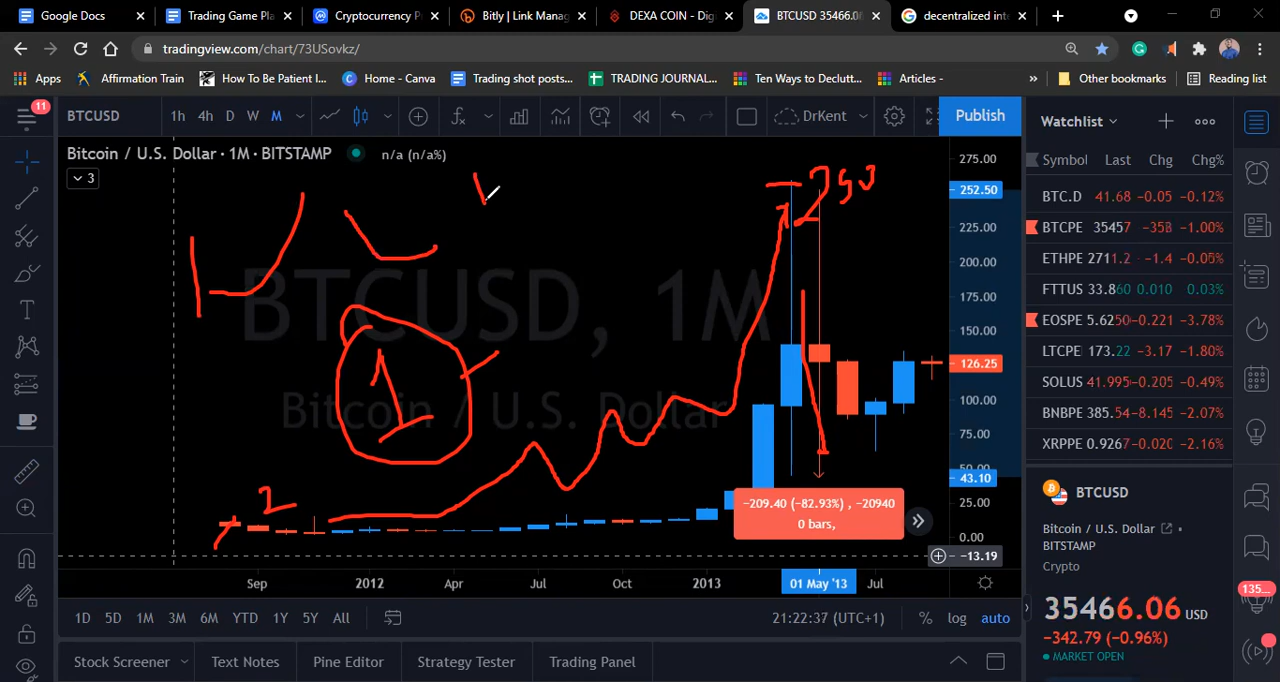 Google Docs
Trading Game Pla
Cryptocurrency P
Bitly | Link Manag
DEXA COIN - Digi
BTCUSD 35466.0
decentralized int
tradingview.com/chart/73USovkz/
Apps
Affirmation Train
How To Be Patient I...
Home - Canva
Trading shot posts...
TRADING JOURNAL...
Ten Ways to Declutt...
Articles -
»
Other bookmarks
Reading list
11
BTCUSD
1h 4h D W M
DrKent
Publish
Bitcoin / U.S. Dollar · 1M · BITSTAMP
n/a (n/a%)
3
BTCUSD, 1M
Bitcoin / U.S. Dollar
2
1
253
275.00
252.50
225.00
200.00
175.00
150.00
126.25
100.00
75.00
50.00
43.10
25.00
0.00
−13.19
−209.40 (−82.93%) , −20940
0 bars,
Sep 2012 Apr Jul Oct 2013 01 May '13 Jul
1D 5D 1M 3M 6M YTD 1Y 5Y All
21:22:37 (UTC+1)
% log auto
Stock Screener
Text Notes
Pine Editor
Strategy Tester
Trading Panel
Watchlist
Symbol Last Chg Chg%
BTC.D 41.68 -0.05 -0.12%
BTCPE 35457 -358 -1.00%
ETHPE 2711.2 -1.4 -0.05%
FTTUS 33.860 0.010 0.03%
EOSPE 5.6250 -0.221 -3.78%
LTCPE 173.22 -3.17 -1.80%
SOLUS 41.995 -0.205 -0.49%
BNBPE 385.54 -8.145 -2.07%
XRPPE 0.9267 -0.020 -2.16%
BTCUSD
Bitcoin / U.S. Dollar
BITSTAMP
Crypto
35466.06 USD
−342.79 (−0.96%)
MARKET OPEN
135...